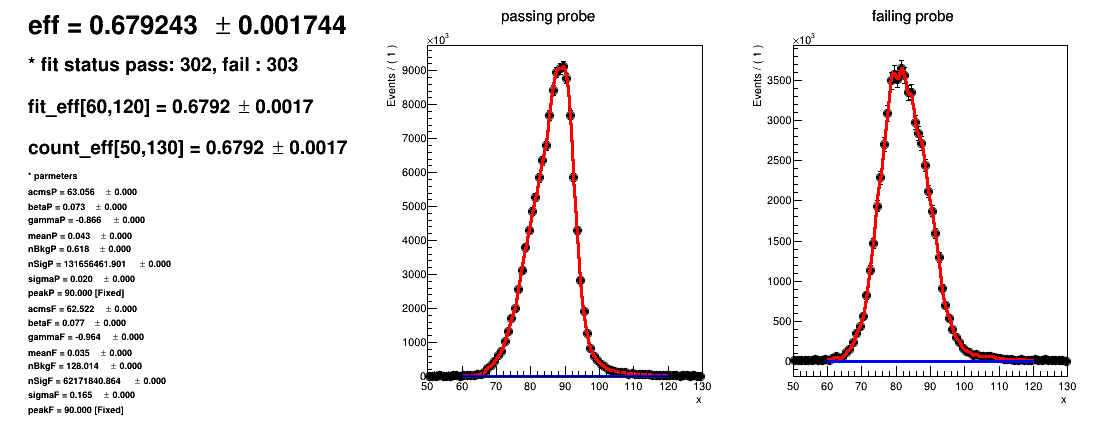 eff = 0.679243 ± 0.001744
* fit status pass: 302, fail : 303
fit_eff[60,120] = 0.6792 ± 0.0017
count_eff[50,130] = 0.6792 ± 0.0017
* parmeters
acmsP = 63.056 ± 0.000
betaP = 0.073 ± 0.000
gammaP = -0.866 ± 0.000
meanP = 0.043 ± 0.000
nBkgP = 0.618 ± 0.000
nSigP = 131656461.901 ± 0.000
sigmaP = 0.020 ± 0.000
peakP = 90.000 [Fixed]
acmsF = 62.522 ± 0.000
betaF = 0.077 ± 0.000
gammaF = -0.964 ± 0.000
meanF = 0.035 ± 0.000
nBkgF = 128.014 ± 0.000
nSigF = 62171840.864 ± 0.000
sigmaF = 0.165 ± 0.000
peakF = 90.000 [Fixed]
passing probe
×10³
Events / ( 1 )
9000
8000
7000
6000
5000
4000
3000
2000
1000
0
50 60 70 80 90 100 110 120 130
x
failing probe
×10³
Events / ( 1 )
3500
3000
2500
2000
1500
1000
500
0
50 60 70 80 90 100 110 120 130
x